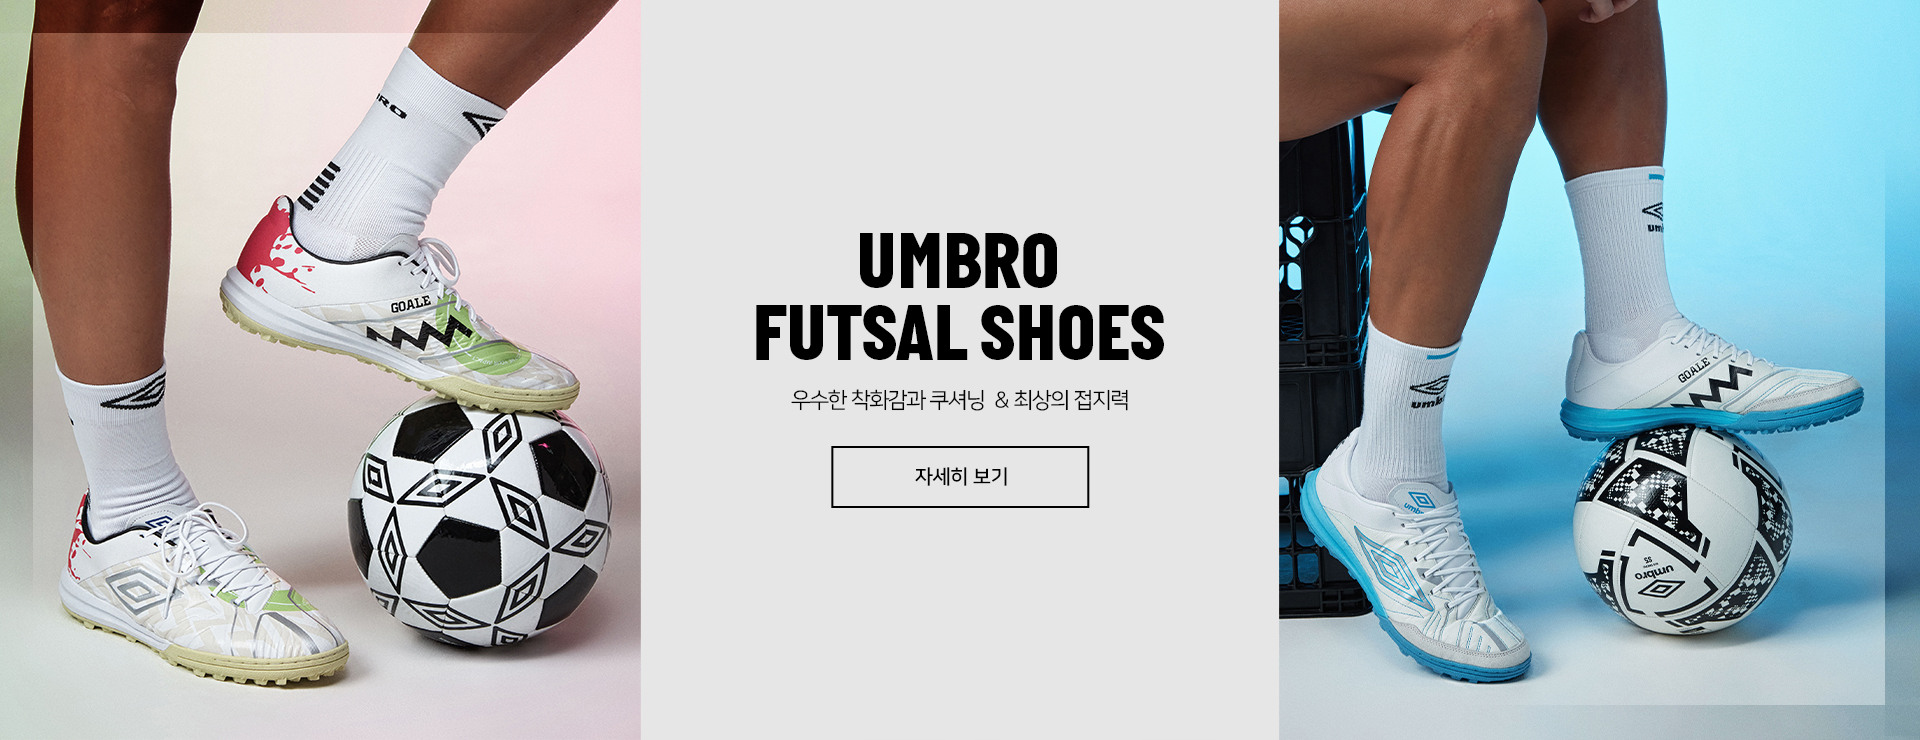 UMBRO
FUTSAL SHOES
우수한 착화감과 쿠셔닝 & 최상의 접지력
자세히 보기
GOALE
GOALE
umbro